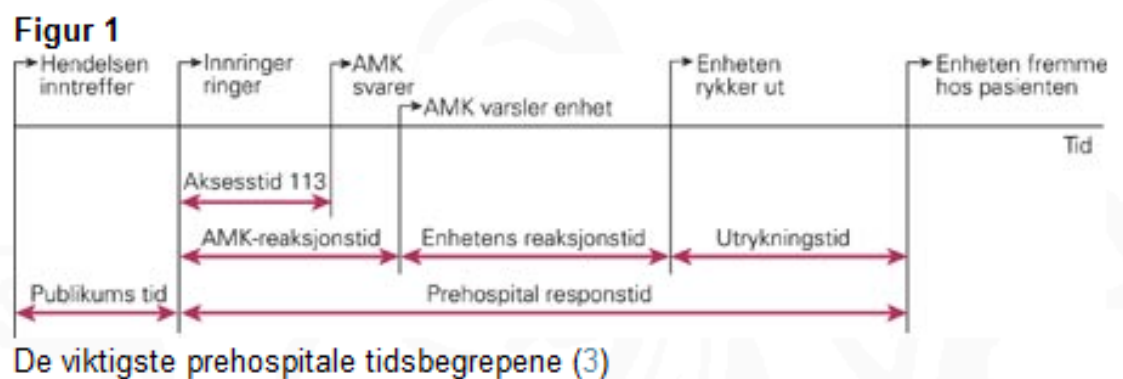 Figur 1
Hendelsen
inntreffer
Innringer
ringer
AMK
svarer
AMK varsler enhet
Enheten
rykker ut
Enheten fremme
hos pasienten
Tid
Aksesstid 113
AMK-reaksjonstid
Enhetens reaksjonstid
Utrykningstid
Publikums tid
Prehospital responstid
De viktigste prehospitale tidsbegrepene (3)